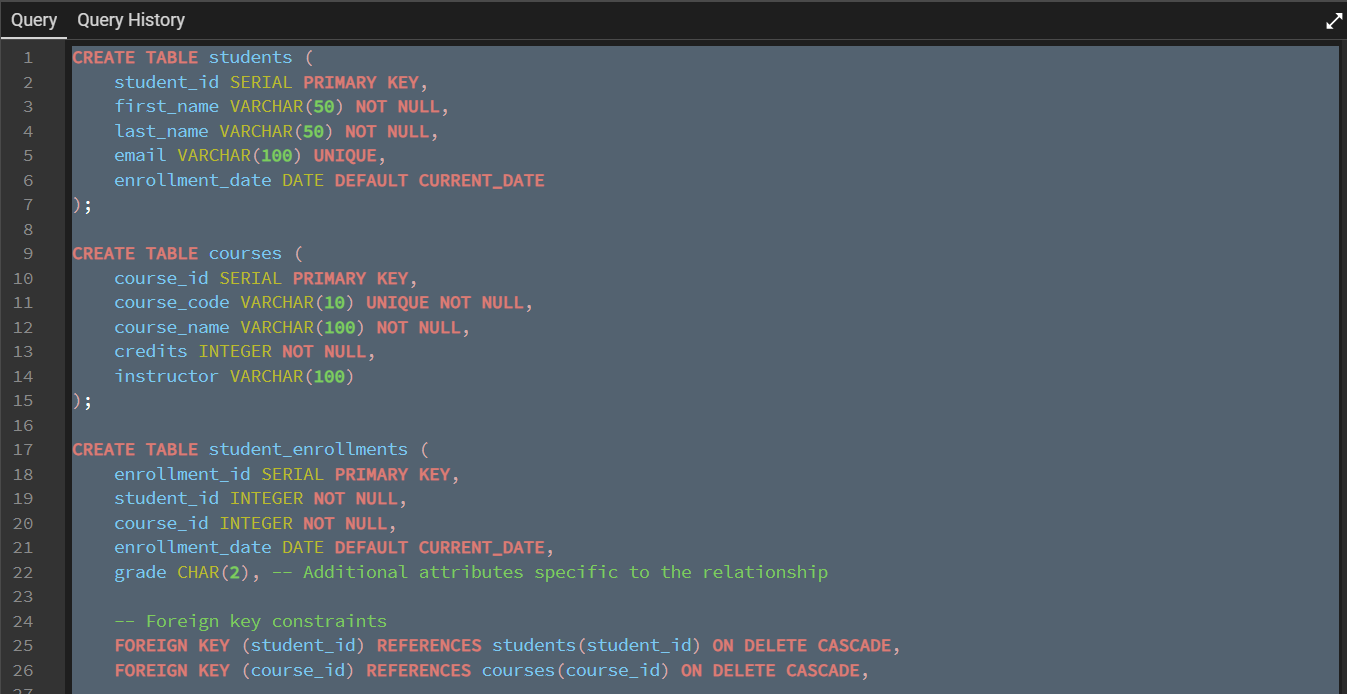 Query Query History
1 CREATE TABLE students (
2     student_id SERIAL PRIMARY KEY,
3     first_name VARCHAR(50) NOT NULL,
4     last_name VARCHAR(50) NOT NULL,
5     email VARCHAR(100) UNIQUE,
6     enrollment_date DATE DEFAULT CURRENT_DATE
7 );
8
9 CREATE TABLE courses (
10     course_id SERIAL PRIMARY KEY,
11     course_code VARCHAR(10) UNIQUE NOT NULL,
12     course_name VARCHAR(100) NOT NULL,
13     credits INTEGER NOT NULL,
14     instructor VARCHAR(100)
15 );
16
17 CREATE TABLE student_enrollments (
18     enrollment_id SERIAL PRIMARY KEY,
19     student_id INTEGER NOT NULL,
20     course_id INTEGER NOT NULL,
21     enrollment_date DATE DEFAULT CURRENT_DATE,
22     grade CHAR(2), -- Additional attributes specific to the relationship
23
24     -- Foreign key constraints
25     FOREIGN KEY (student_id) REFERENCES students(student_id) ON DELETE CASCADE,
26     FOREIGN KEY (course_id) REFERENCES courses(course_id) ON DELETE CASCADE,
27